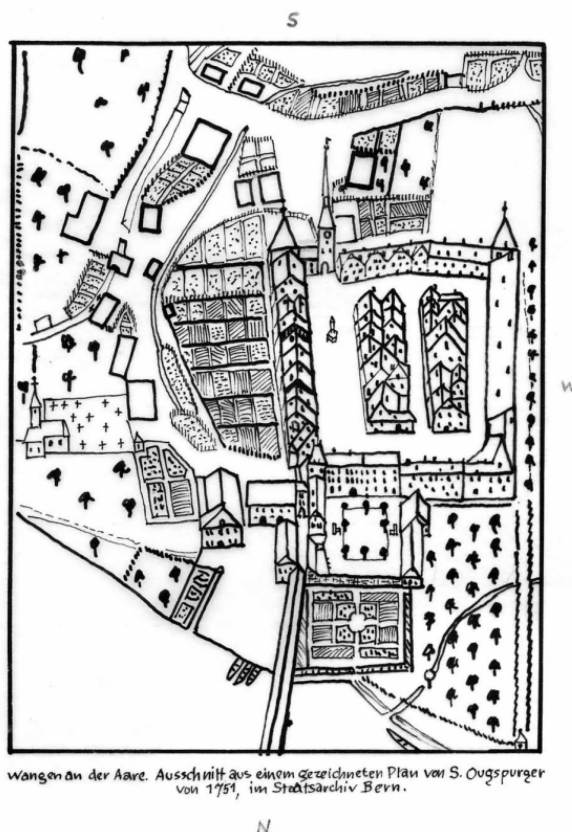 S
W
Wangen an der Aare. Ausschnitt aus einem gezeichneten Plan von S. Ougspurger
von 1751, im Staatsarchiv Bern.
N